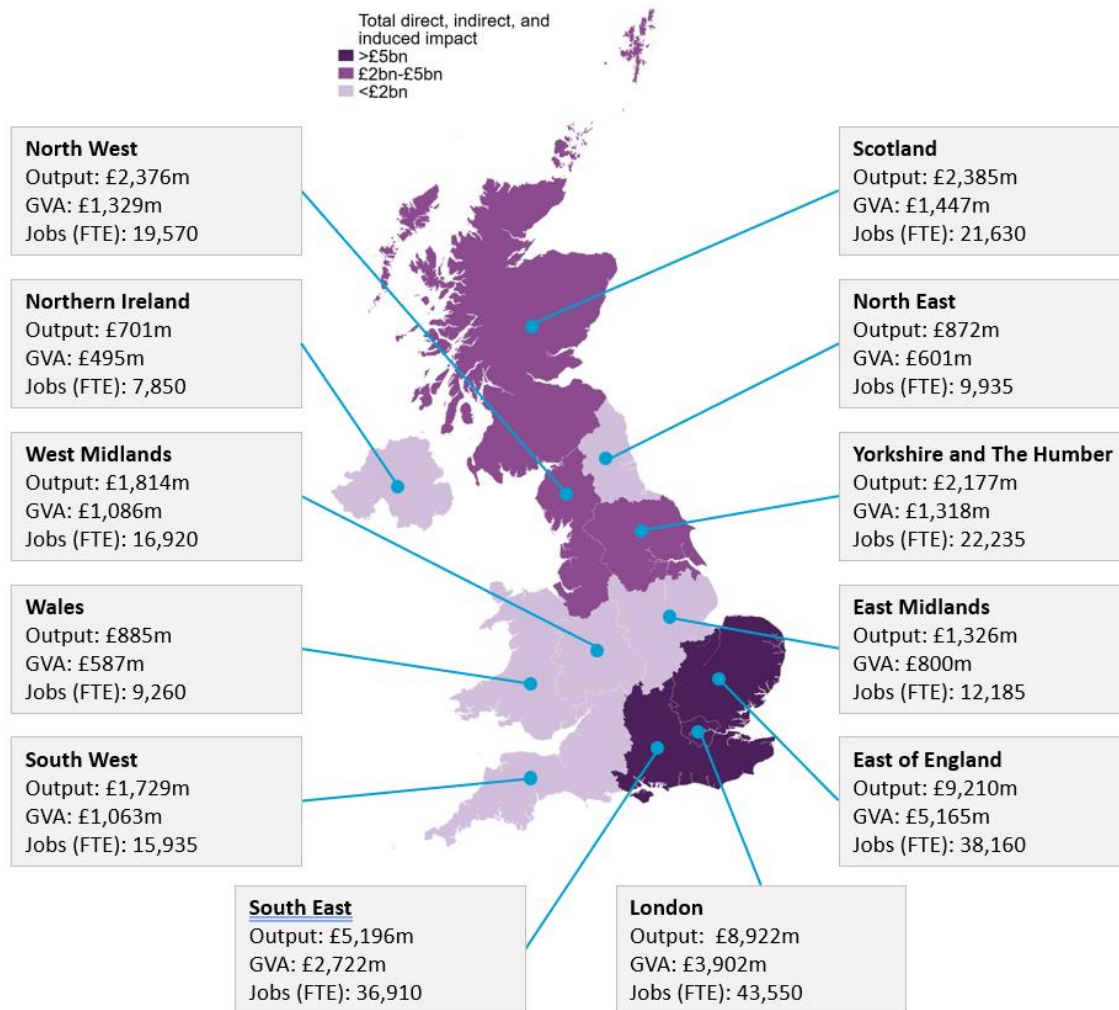 Total direct, indirect, and
induced impact
>£5bn
£2bn-£5bn
<£2bn
North West
Output: £2,376m
GVA: £1,329m
Jobs (FTE): 19,570
Scotland
Output: £2,385m
GVA: £1,447m
Jobs (FTE): 21,630
Northern Ireland
Output: £701m
GVA: £495m
Jobs (FTE): 7,850
North East
Output: £872m
GVA: £601m
Jobs (FTE): 9,935
West Midlands
Output: £1,814m
GVA: £1,086m
Jobs (FTE): 16,920
Yorkshire and The Humber
Output: £2,177m
GVA: £1,318m
Jobs (FTE): 22,235
Wales
Output: £885m
GVA: £587m
Jobs (FTE): 9,260
East Midlands
Output: £1,326m
GVA: £800m
Jobs (FTE): 12,185
South West
Output: £1,729m
GVA: £1,063m
Jobs (FTE): 15,935
East of England
Output: £9,210m
GVA: £5,165m
Jobs (FTE): 38,160
South East
Output: £5,196m
GVA: £2,722m
Jobs (FTE): 36,910
London
Output: £8,922m
GVA: £3,902m
Jobs (FTE): 43,550